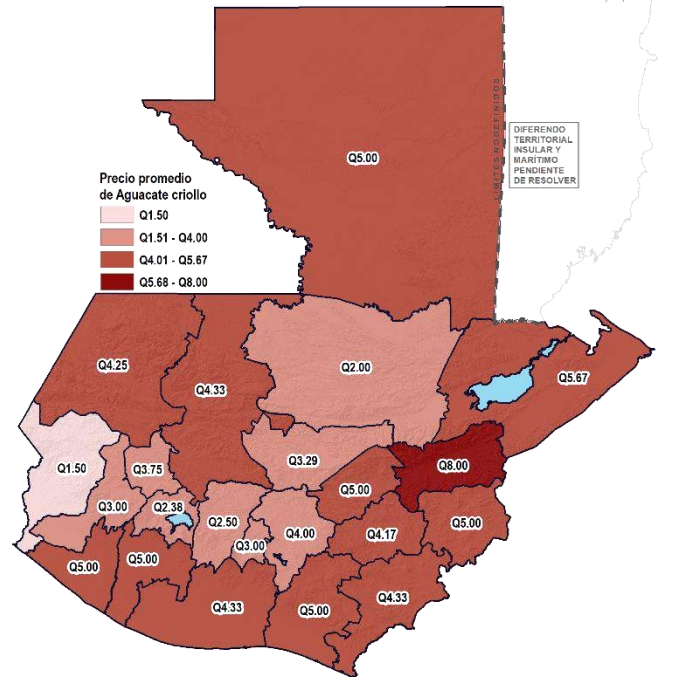 Q5.00
LIMITES NO DEFINIDOS
DIFERENDO
TERRITORIAL
INSULAR Y
MARÍTIMO
PENDIENTE
DE RESOLVER
Precio promedio
de Aguacate criollo
Q1.50
Q1.51 - Q4.00
Q4.01 - Q5.67
Q5.68 - Q8.00
Q4.25
Q4.33
Q2.00
Q5.67
Q1.50
Q3.75
Q3.29
Q8.00
Q3.00
Q2.38
Q2.50
Q3.00
Q4.00
Q5.00
Q4.17
Q5.00
Q5.00
Q5.00
Q4.33
Q5.00
Q4.33